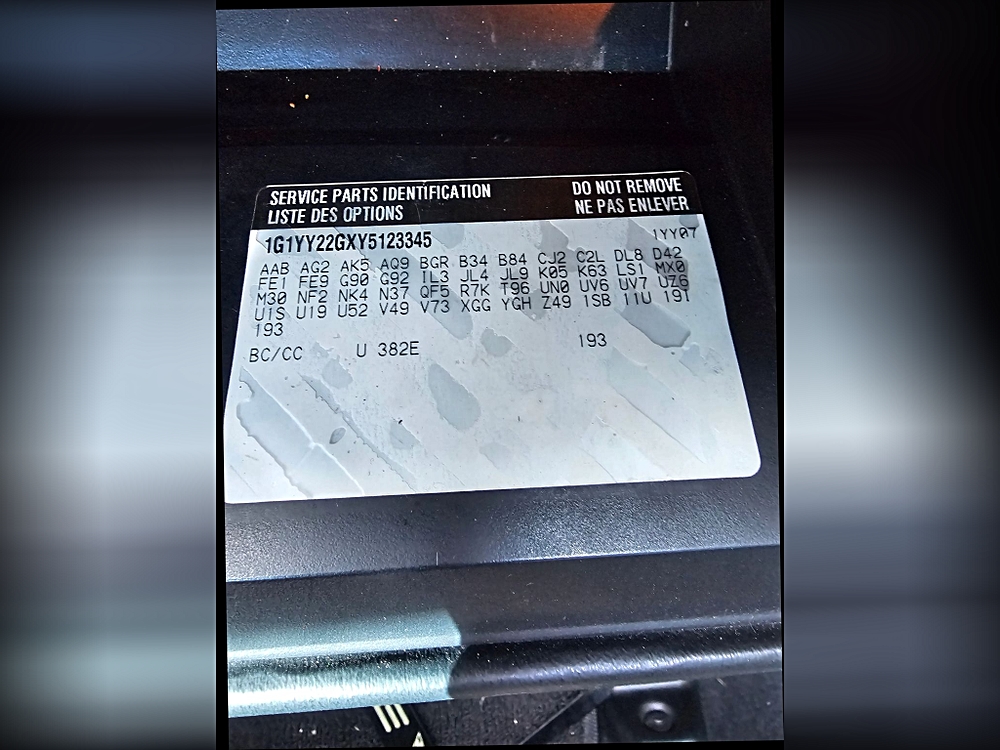 SERVICE PARTS IDENTIFICATION DO NOT REMOVE
LISTE DES OPTIONS NE PAS ENLEVER
1G1YY22GXY5123345 1YY07
AAB AG2 AK5 AG9 BGR B34 B84 CJ2 C2L DL8 D42
FE1 FE9 G90 G92 IL3 JL4 JL9 K05 K63 LS1 MX0
M30 NF2 NK4 N37 QF5 R7K T96 UN0 UV6 UV7 UZ6
U1S U19 U52 V49 V73 XGG YGH Z49 1SB 11U 191
193
BC/CC U 382E 193